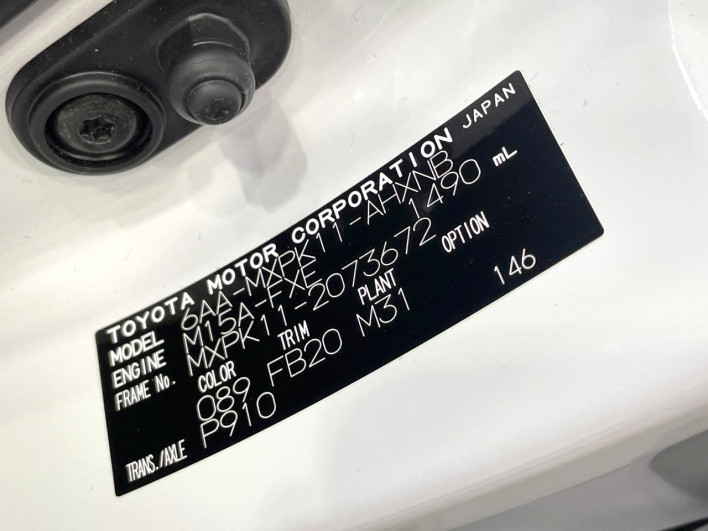 TOYOTA MOTOR CORPORATION JAPAN
MODEL 6AA-MXPK11-AHXNB
ENGINE M15A-FXE 1490 mL
FRAME No. MXPK11-2073672
COLOR TRIM PLANT OPTION
089 FB20 M31 146
TRANS./AXLE P910